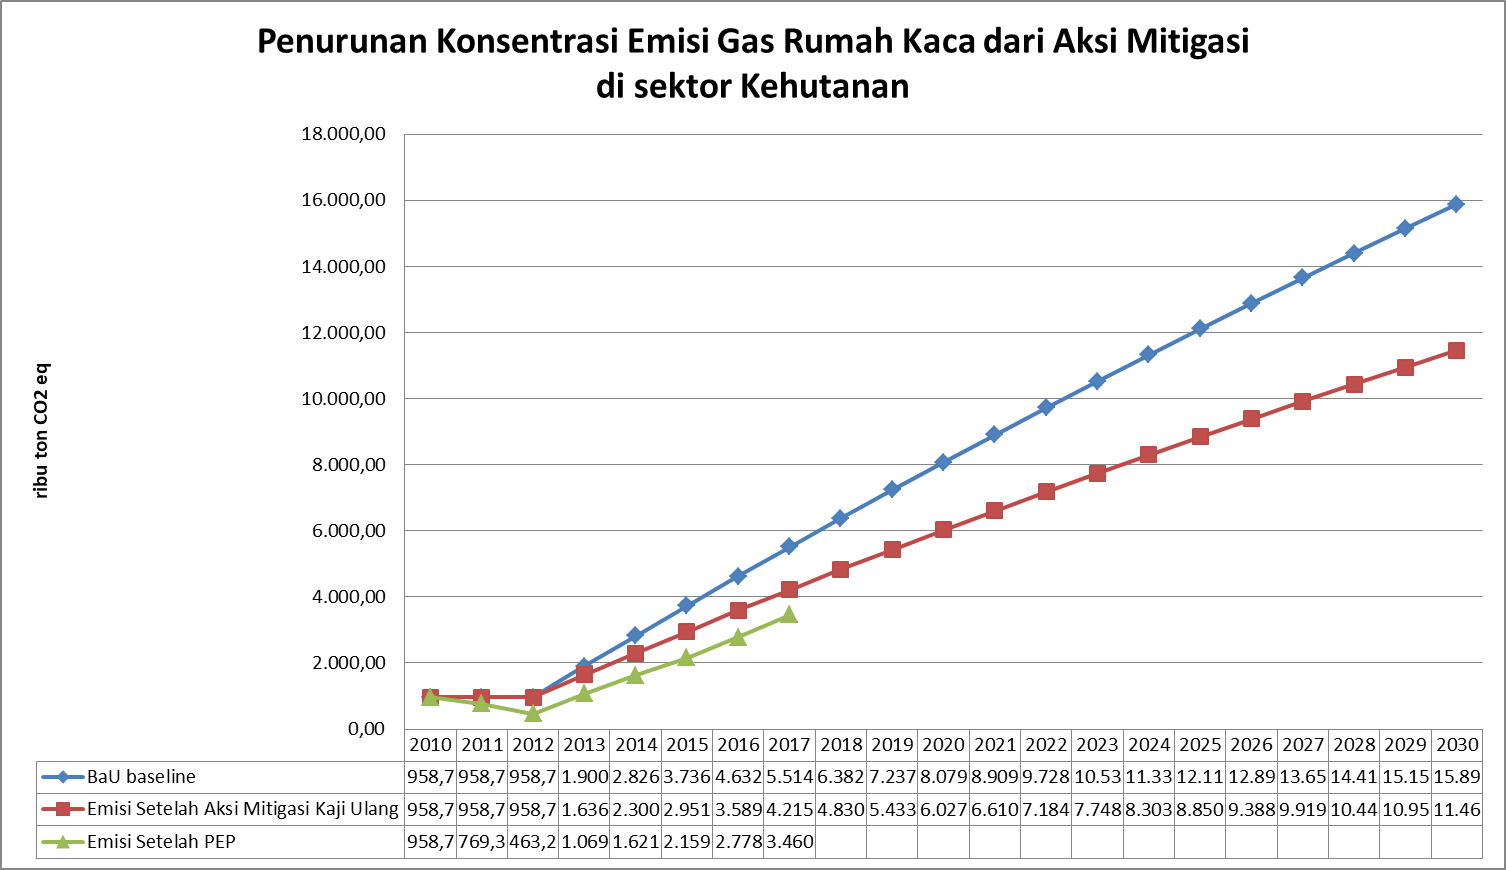 Penurunan Konsentrasi Emisi Gas Rumah Kaca dari Aksi Mitigasi
di sektor Kehutanan
18.000,00
16.000,00
14.000,00
12.000,00
10.000,00
8.000,00
6.000,00
4.000,00
2.000,00
0,00
ribu ton CO2 eq
2010 2011 2012 2013 2014 2015 2016 2017 2018 2019 2020 2021 2022 2023 2024 2025 2026 2027 2028 2029 2030
BaU baseline 958,7 958,7 958,7 1.900 2.826 3.736 4.632 5.514 6.382 7.237 8.079 8.909 9.728 10.53 11.33 12.11 12.89 13.65 14.41 15.15 15.89
Emisi Setelah Aksi Mitigasi Kaji Ulang 958,7 958,7 958,7 1.636 2.300 2.951 3.589 4.215 4.830 5.433 6.027 6.610 7.184 7.748 8.303 8.850 9.388 9.919 10.44 10.95 11.46
Emisi Setelah PEP 958,7 769,3 463,2 1.069 1.621 2.159 2.778 3.460